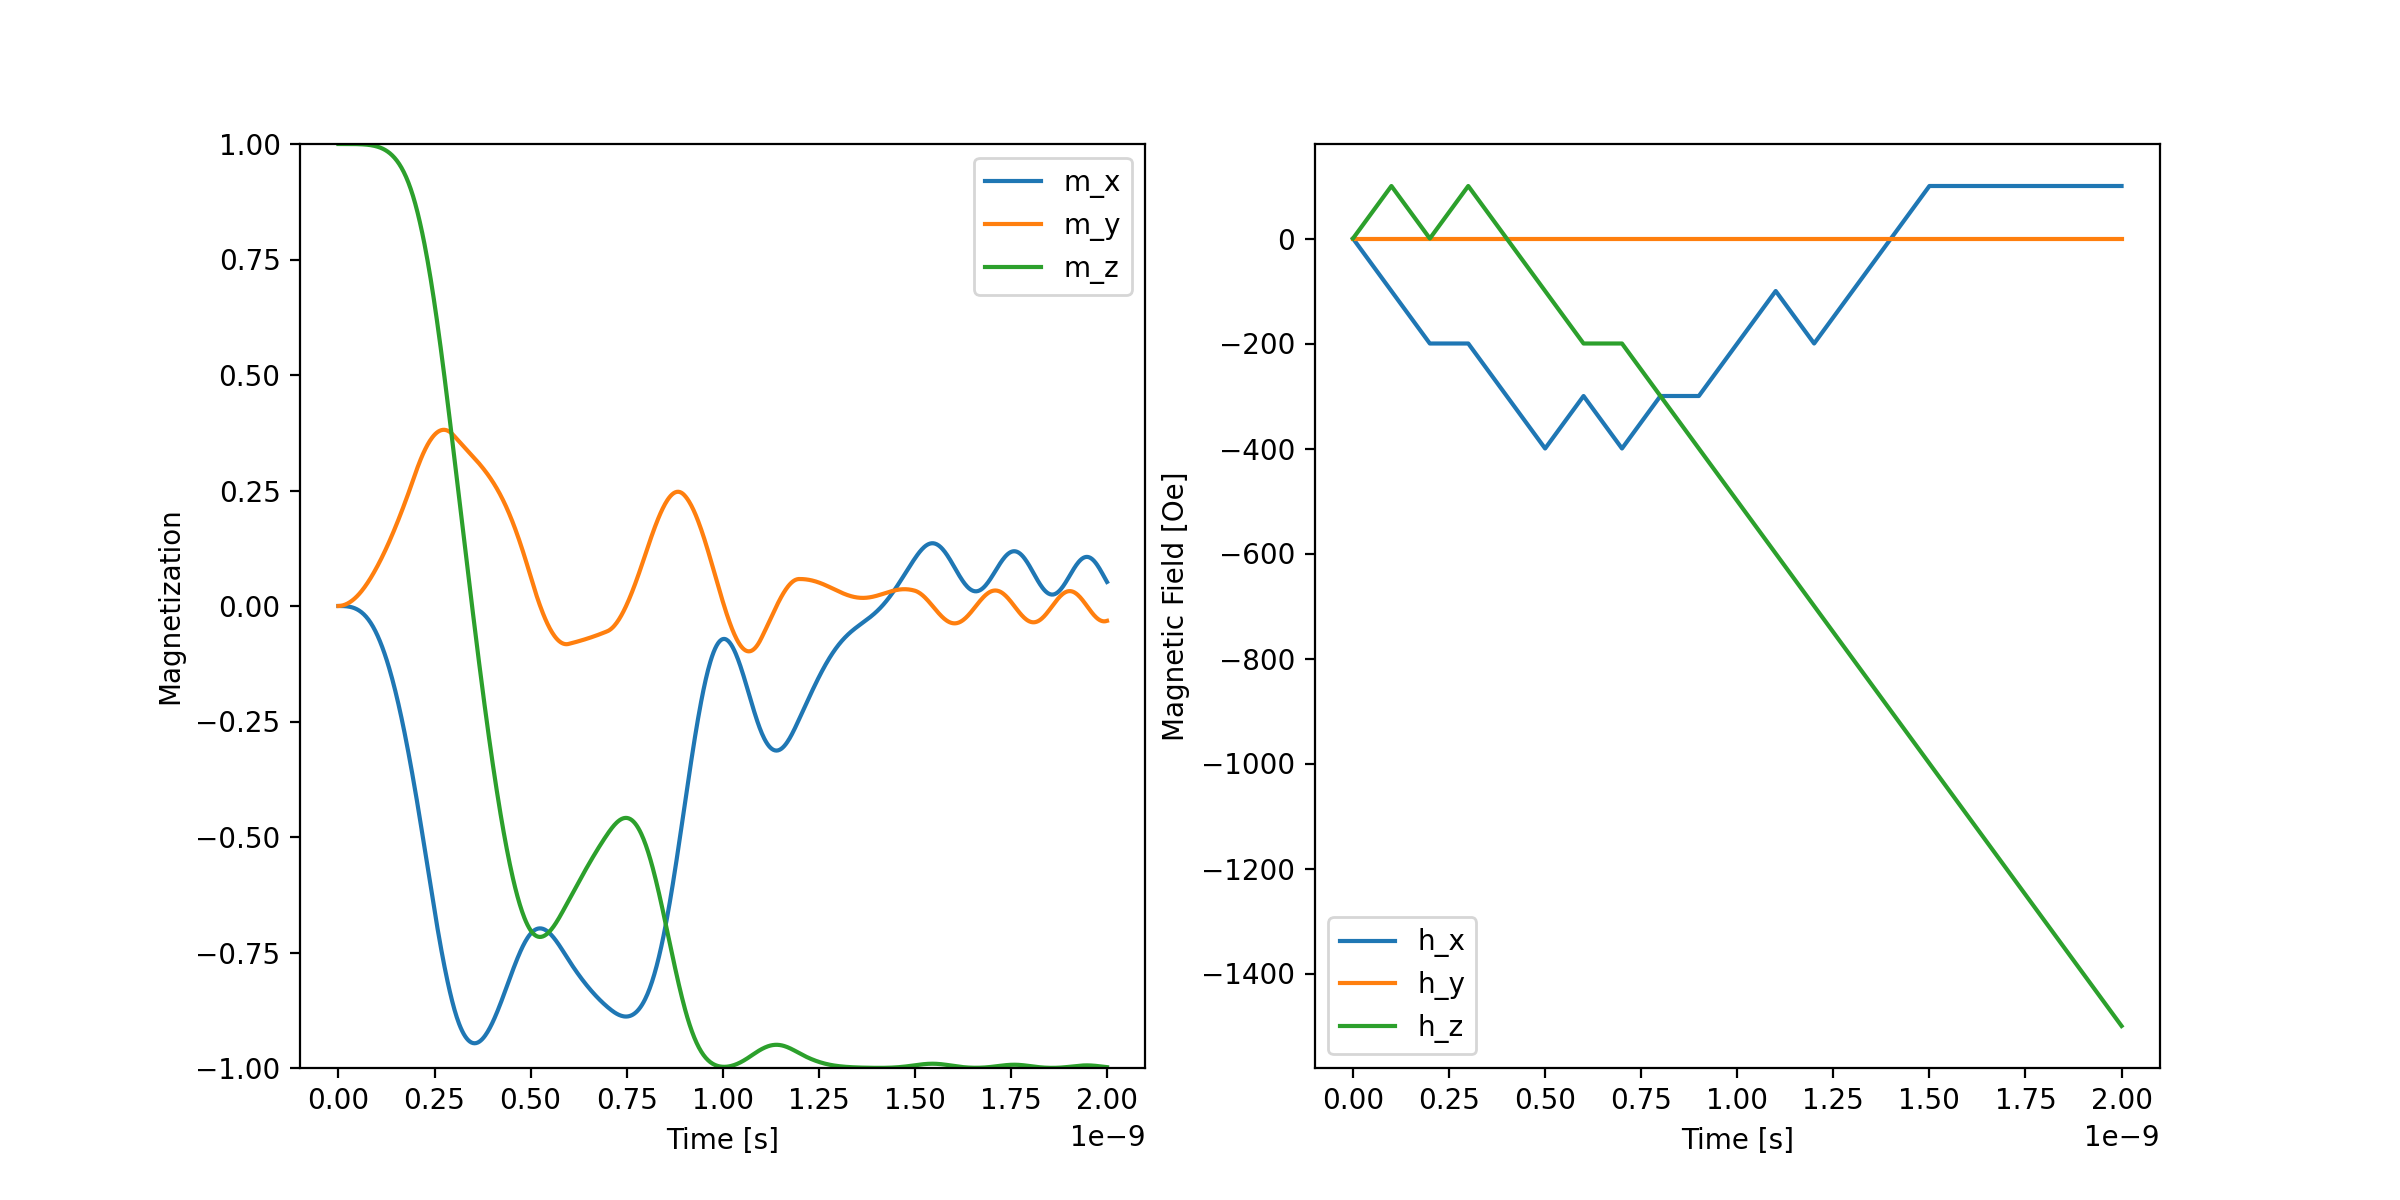 1.00
0.75
0.50
0.25
0.00
−0.25
−0.50
−0.75
−1.00
Magnetization
m_x
m_y
m_z
0.00 0.25 0.50 0.75 1.00 1.25 1.50 1.75 2.00
Time [s]
1e−9
0
−200
−400
−600
−800
−1000
−1200
−1400
Magnetic Field [Oe]
h_x
h_y
h_z
0.00 0.25 0.50 0.75 1.00 1.25 1.50 1.75 2.00
Time [s]
1e−9